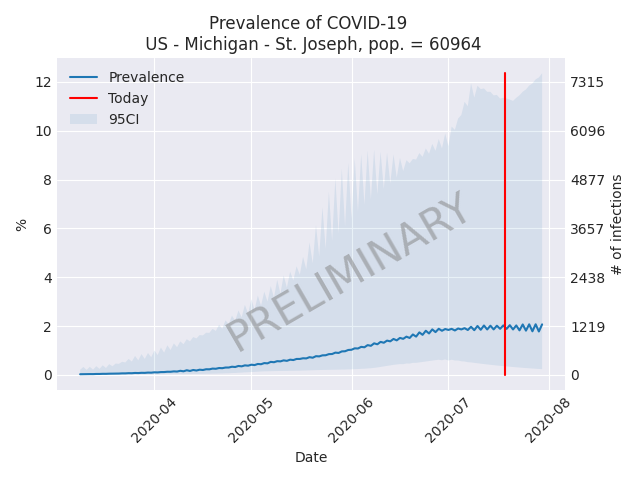 Prevalence of COVID-19
US - Michigan - St. Joseph, pop. = 60964
Prevalence
Today
95CI
12
10
8
6
4
2
0
%
7315
6096
4877
3657
2438
1219
0
# of infections
PRELIMINARY
2020-04
2020-05
2020-06
2020-07
2020-08
Date